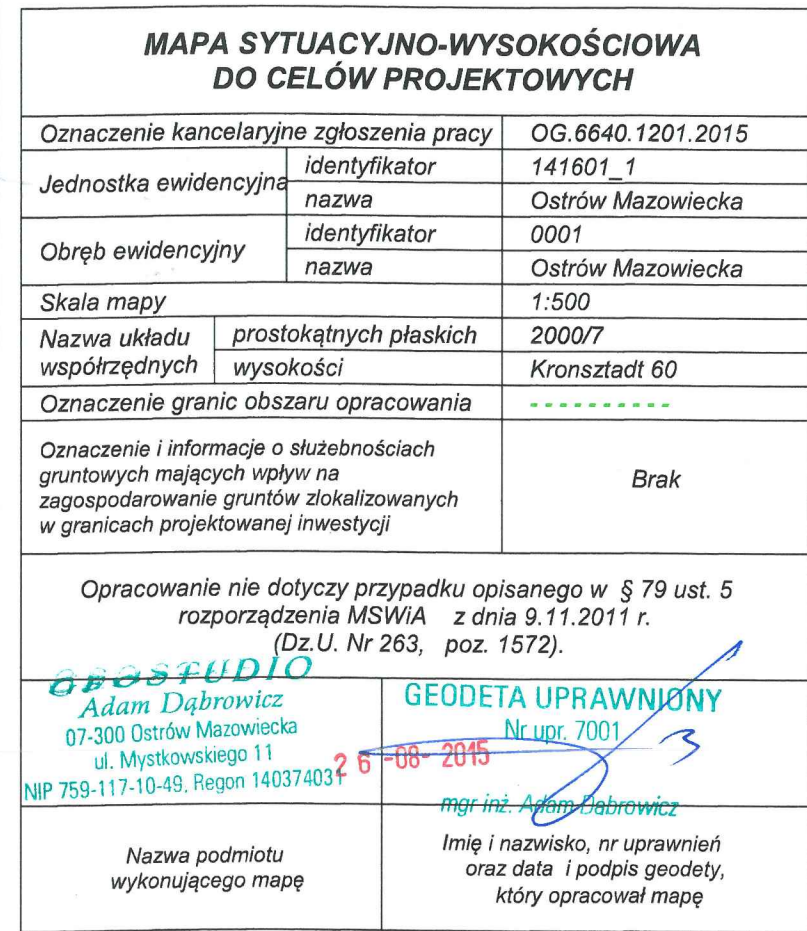 MAPA SYTUACYJNO-WYSOKOŚCIOWA
DO CELÓW PROJEKTOWYCH
Oznaczenie kancelaryjne zgłoszenia pracy OG.6640.1201.2015
Jednostka ewidencyjna identyfikator 141601_1
nazwa Ostrów Mazowiecka
Obręb ewidencyjny identyfikator 0001
nazwa Ostrów Mazowiecka
Skala mapy 1:500
Nazwa układu współrzędnych prostokątnych płaskich 2000/7
wysokości Kronsztadt 60
Oznaczenie granic obszaru opracowania
Oznaczenie i informacje o służebnościach
gruntowych mających wpływ na
zagospodarowanie gruntów zlokalizowanych
w granicach projektowanej inwestycji
Brak
Opracowanie nie dotyczy przypadku opisanego w § 79 ust. 5
rozporządzenia MSWiA z dnia 9.11.2011 r.
(Dz.U. Nr 263, poz. 1572).
GEOSTUDIO
Adam Dąbrowicz
07-300 Ostrów Mazowiecka
ul. Mystkowskiego 11
NIP 759-117-10-49, Regon 140374031
26 -08- 2015
GEODETA UPRAWNIONY
Nr upr. 7001
mgr inż. Adam Dąbrowicz
Nazwa podmiotu
wykonującego mapę
Imię i nazwisko, nr uprawnień
oraz data i podpis geodety,
który opracował mapę